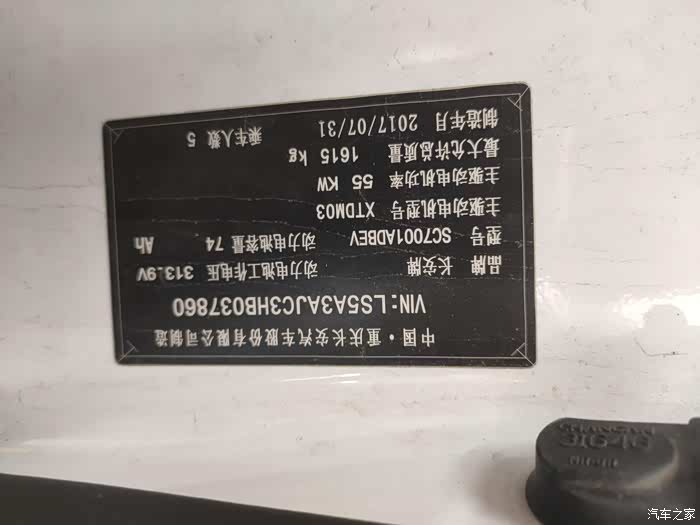 中国·重庆长安汽车股份有限公司制造
VIN:LS5A3AJC3HB037860
品牌 长安牌 动力电池工作电压 313.9V
型号 SC7001ADBEV 动力电池容量 74 Ah
主驱动电机型号 XTDM03
主驱动电机功率 55 KW
最大允许总质量 1615 kg
制造年月 2017/07/31 乘车人数 5
汽车之家